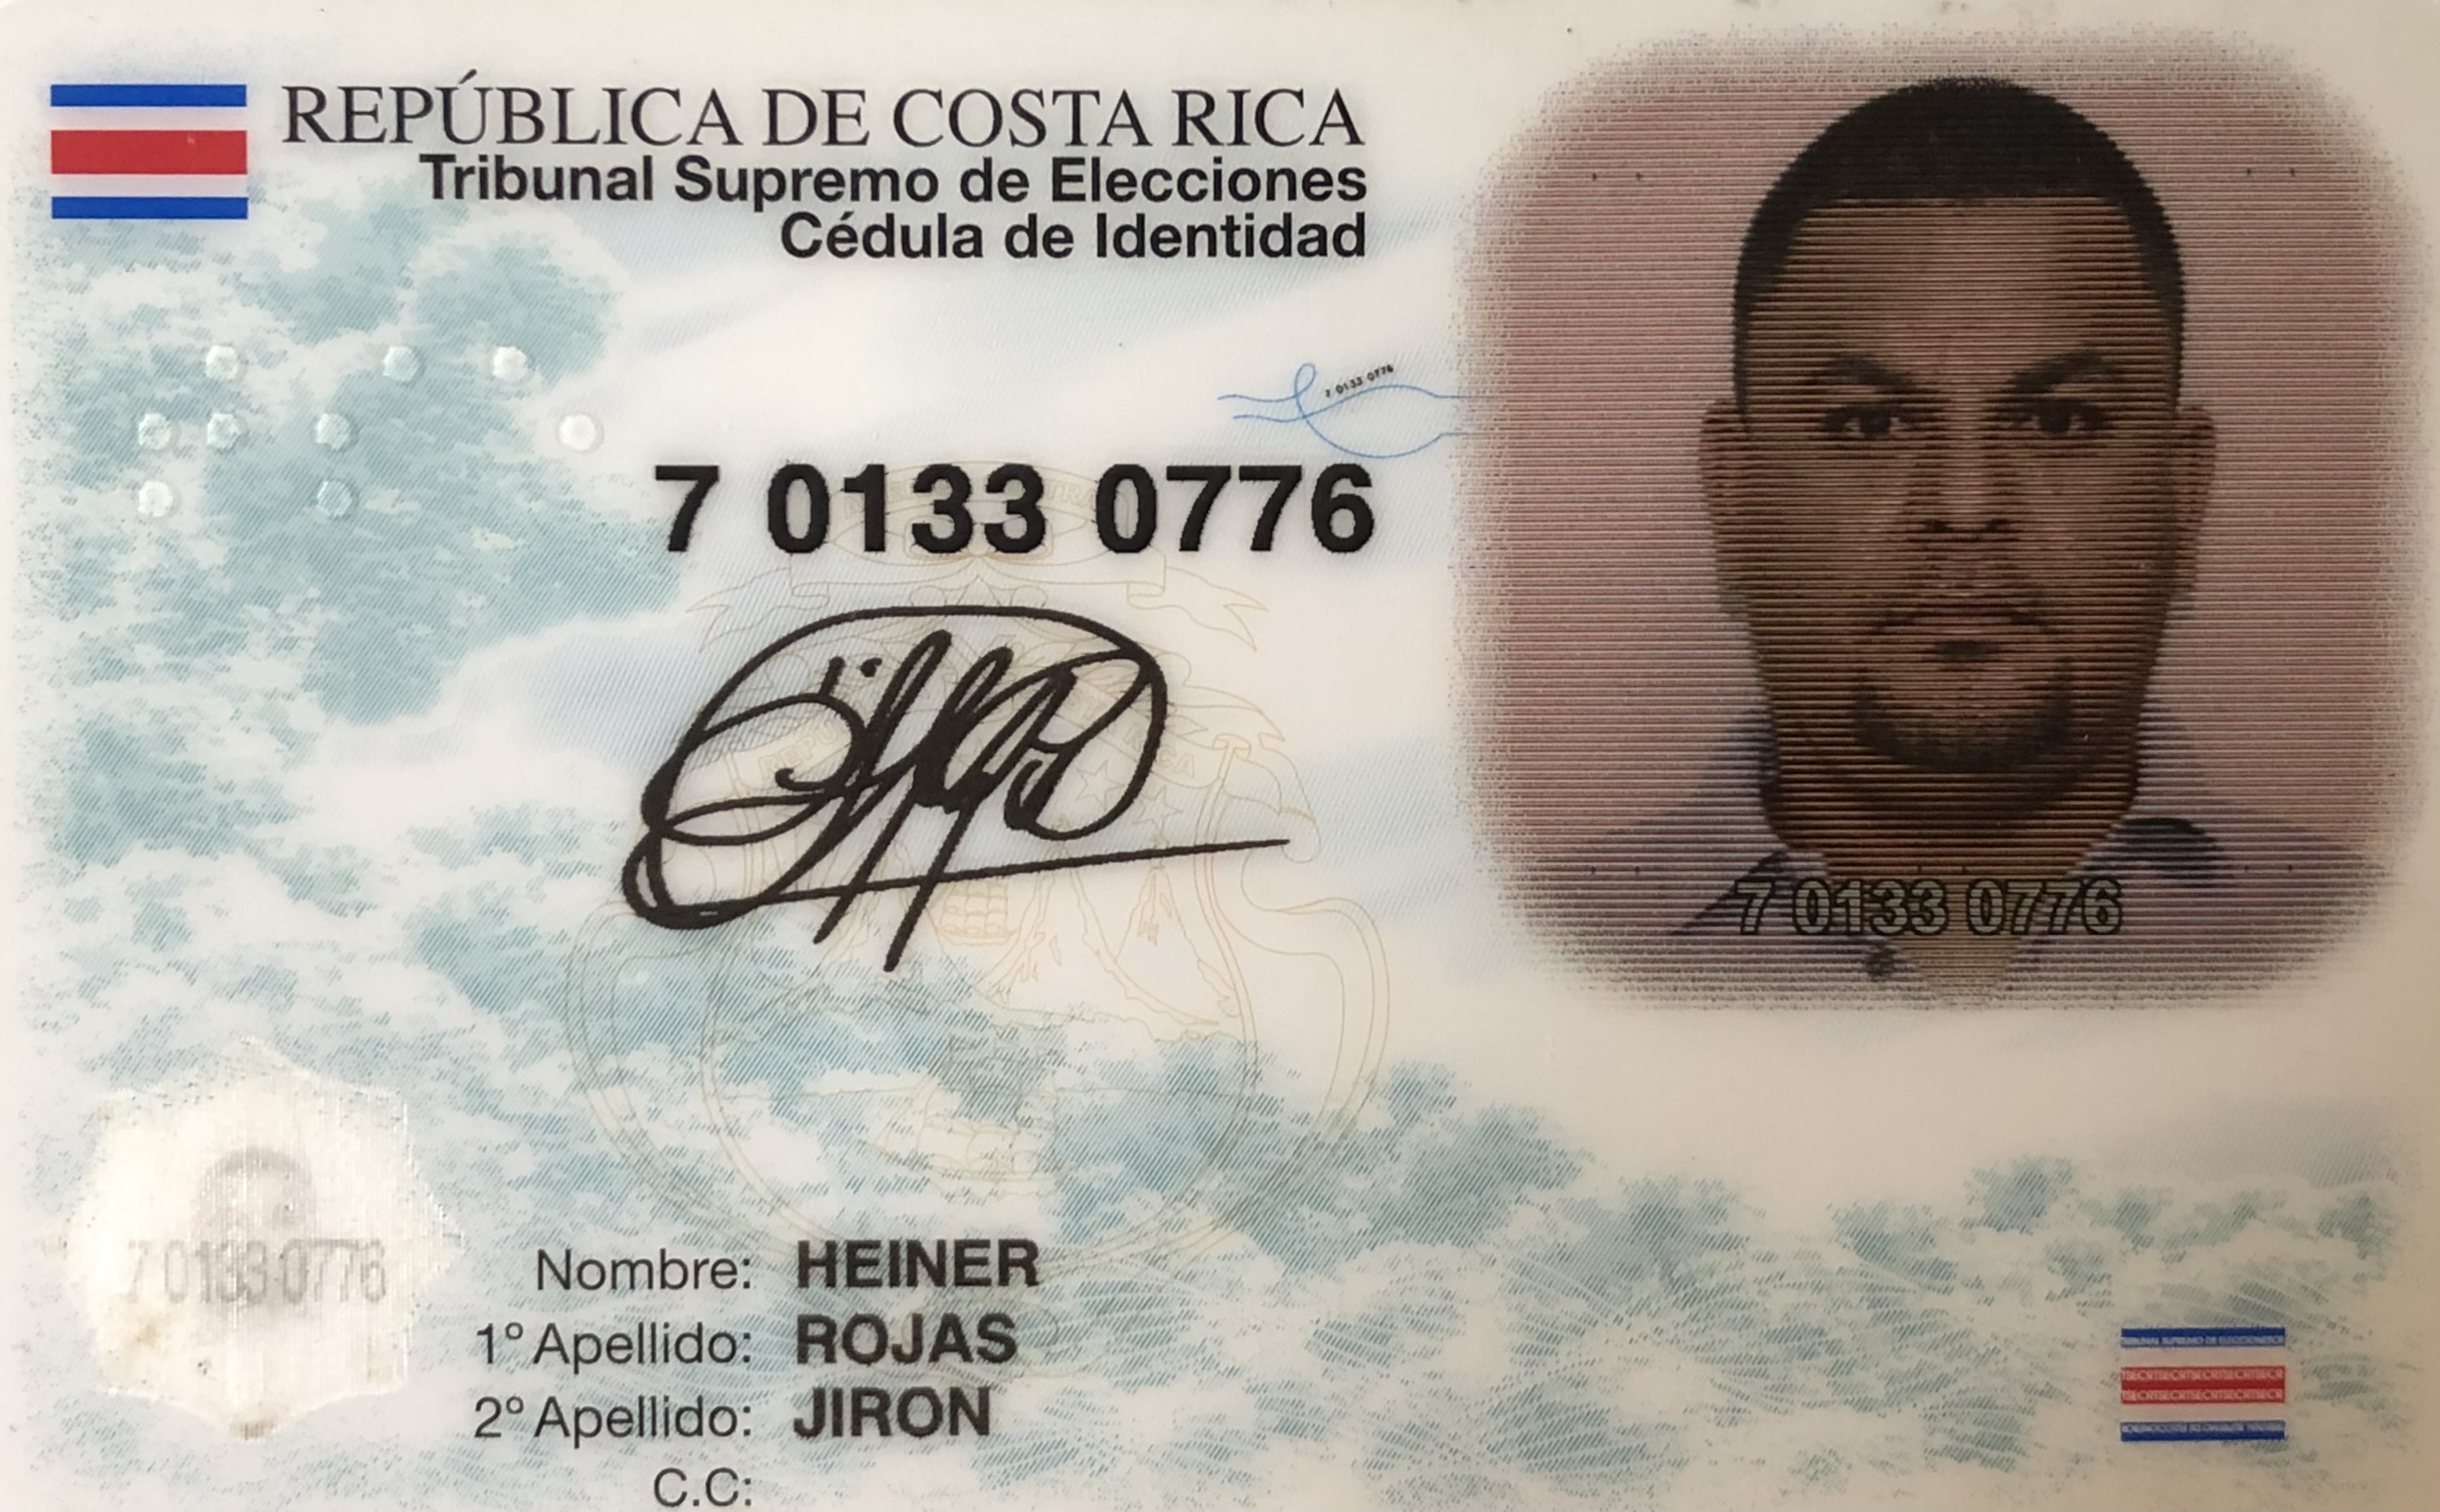 REPÚBLICA DE COSTA RICA
Tribunal Supremo de Elecciones
Cédula de Identidad
7 0133 0776
7 0133 0776
7 0133 0776
7 0133 0776
Nombre: HEINER
1° Apellido: ROJAS
2° Apellido: JIRON
C.C: